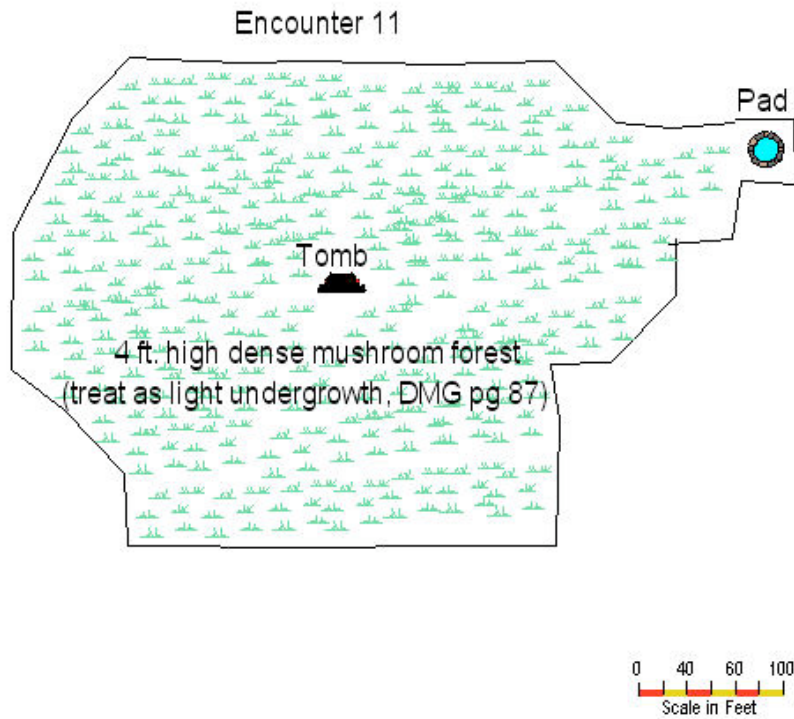 Encounter 11
Pad
Tomb
4 ft. high dense mushroom forest
(treat as light undergrowth, DMG pg 87)
0 40 60 80 100
Scale in Feet